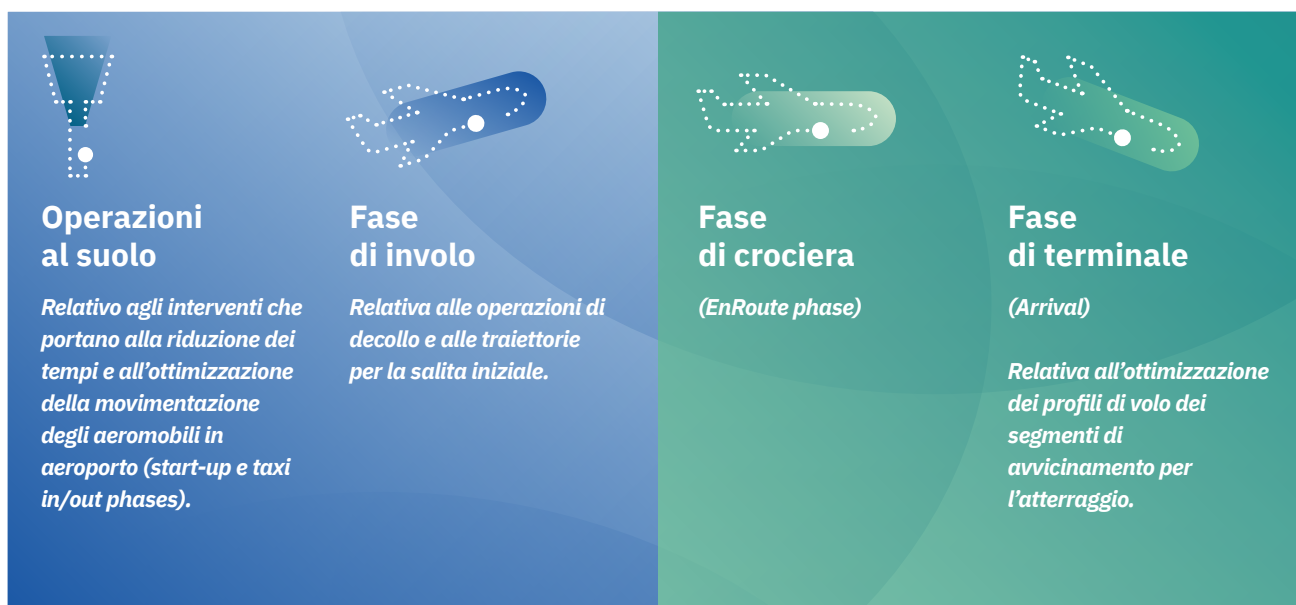 Operazioni
al suolo
Relativo agli interventi che
portano alla riduzione dei
tempi e all’ottimizzazione
della movimentazione
degli aeromobili in
aeroporto (start-up e taxi
in/out phases).
Fase
di involo
Relativa alle operazioni di
decollo e alle traiettorie
per la salita iniziale.
Fase
di crociera
(EnRoute phase)
Fase
di terminale
(Arrival)
Relativa all’ottimizzazione
dei profili di volo dei
segmenti di
avvicinamento per
l’atterraggio.